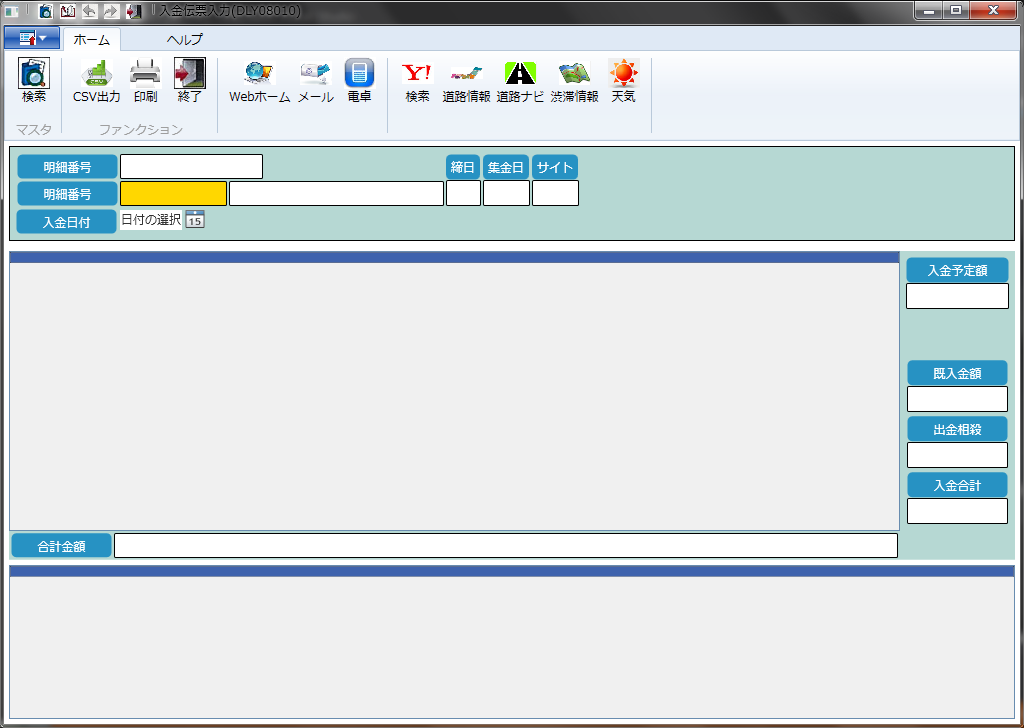 入金伝票入力(DLY08010)
ホーム ヘルプ
検索 CSV出力 印刷 終了 Webホーム メール 電卓 Y! 検索 道路情報 道路ナビ 渋滞情報 天気
マスタ ファンクション
明細番号 締日 集金日 サイト
明細番号
入金日付 日付の選択 15
入金予定額
既入金額
出金相殺
入金合計
合計金額